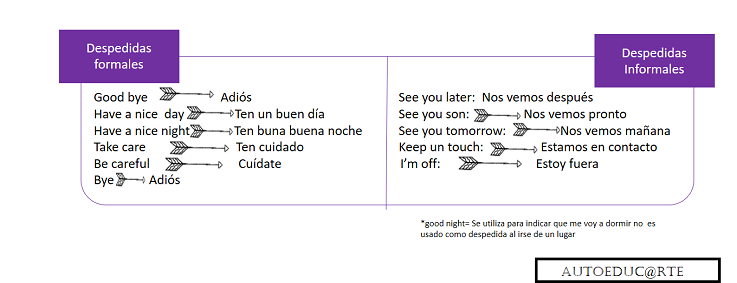 Despedidas
formales
Good bye Adiós
Have a nice day Ten un buen día
Have a nice night Ten buna buena noche
Take care Ten cuidado
Be careful Cuídate
Bye Adiós
Despedidas
Informales
See you later: Nos vemos después
See you son: Nos vemos pronto
See you tomorrow: Nos vemos mañana
Keep un touch: Estamos en contacto
I'm off: Estoy fuera
*good night= Se utiliza para indicar que me voy a dormir no es
usado como despedida al irse de un lugar
AUTOEDUC@RTE